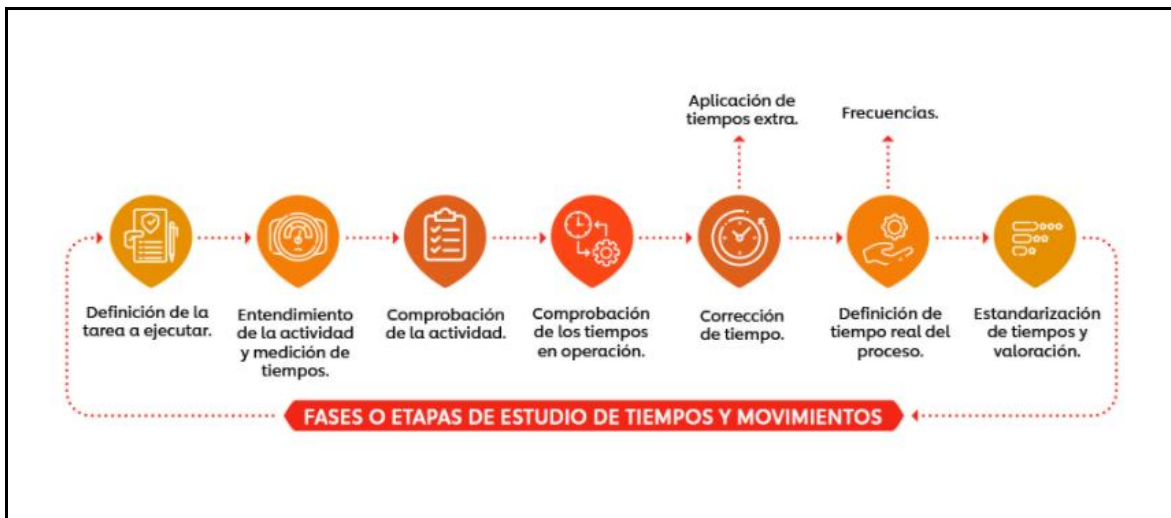 Aplicación de
tiempos extra.
Frecuencias.
Definición de la
tarea a ejecutar.
Entendimiento
de la actividad
y medición de
tiempos.
Comprobación
de la actividad.
Comprobación
de los tiempos
en operación.
Corrección
de tiempo.
Definición de
tiempo real del
proceso.
Estandarización
de tiempos y
valoración.
FASES O ETAPAS DE ESTUDIO DE TIEMPOS Y MOVIMIENTOS